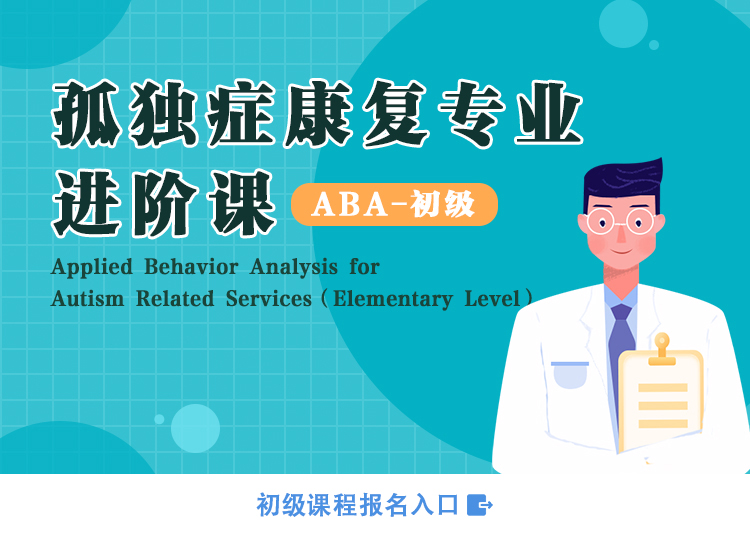 孤独症康复专业
进阶课 ABA-初级
Applied Behavior Analysis for
Autism Related Services（Elementary Level）
初级课程报名入口